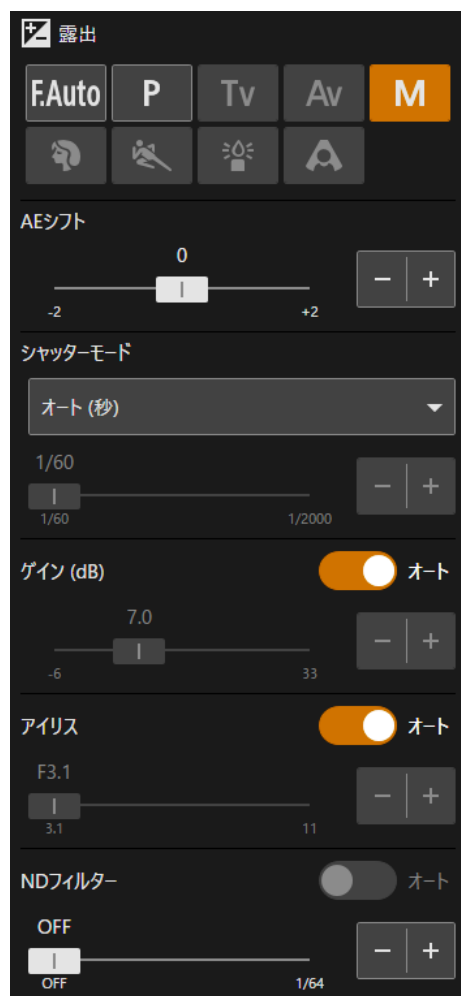 露出
F.Auto P Tv Av M
AEシフト
0
-2 +2
シャッターモード
オート (秒)
1/60
1/60 1/2000
ゲイン (dB) オート
7.0
-6 33
アイリス オート
F3.1
3.1 11
NDフィルター オート
OFF
OFF 1/64